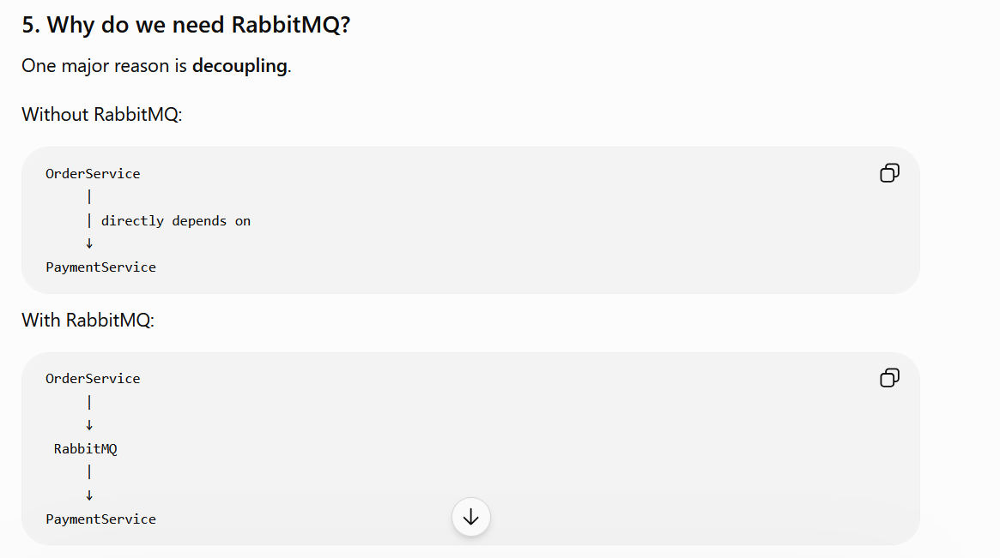 5. Why do we need RabbitMQ?
One major reason is decoupling.
Without RabbitMQ:
OrderService
|
| directly depends on
↓
PaymentService
With RabbitMQ:
OrderService
|
↓
RabbitMQ
|
↓
PaymentService